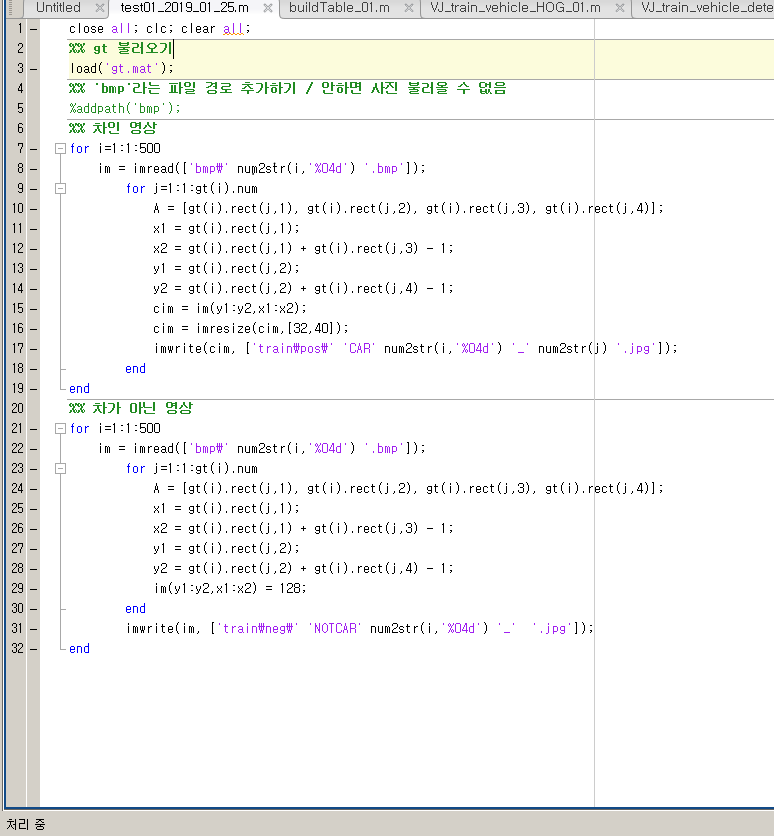 Untitled × test01_2019_01_25.m × buildTable_01.m × VJ_train_vehicle_HOG_01.m × VJ_train_vehicle_dete
1 close all; clc; clear all;
2 %% gt 불러오기
3 load('gt.mat');
4 %% 'bmp'라는 파일 경로 추가하기 / 안하면 사진 불러올 수 없음
5 %addpath('bmp');
6 %% 차인 영상
7 for i=1:1:500
8 im = imread(['bmp₩' num2str(i,'%04d') '.bmp']);
9 for j=1:1:gt(i).num
10 A = [gt(i).rect(j,1), gt(i).rect(j,2), gt(i).rect(j,3), gt(i).rect(j,4)];
11 x1 = gt(i).rect(j,1);
12 x2 = gt(i).rect(j,1) + gt(i).rect(j,3) - 1;
13 y1 = gt(i).rect(j,2);
14 y2 = gt(i).rect(j,2) + gt(i).rect(j,4) - 1;
15 cim = im(y1:y2,x1:x2);
16 cim = imresize(cim,[32,40]);
17 imwrite(cim, ['train₩pos₩' 'CAR' num2str(i,'%04d') '_' num2str(j) '.jpg']);
18 end
19 end
20 %% 차가 아닌 영상
21 for i=1:1:500
22 im = imread(['bmp₩' num2str(i,'%04d') '.bmp']);
23 for j=1:1:gt(i).num
24 A = [gt(i).rect(j,1), gt(i).rect(j,2), gt(i).rect(j,3), gt(i).rect(j,4)];
25 x1 = gt(i).rect(j,1);
26 x2 = gt(i).rect(j,1) + gt(i).rect(j,3) - 1;
27 y1 = gt(i).rect(j,2);
28 y2 = gt(i).rect(j,2) + gt(i).rect(j,4) - 1;
29 im(y1:y2,x1:x2) = 128;
30 end
31 imwrite(im, ['train₩neg₩' 'NOTCAR' num2str(i,'%04d') '_' '.jpg']);
32 end
처리 중